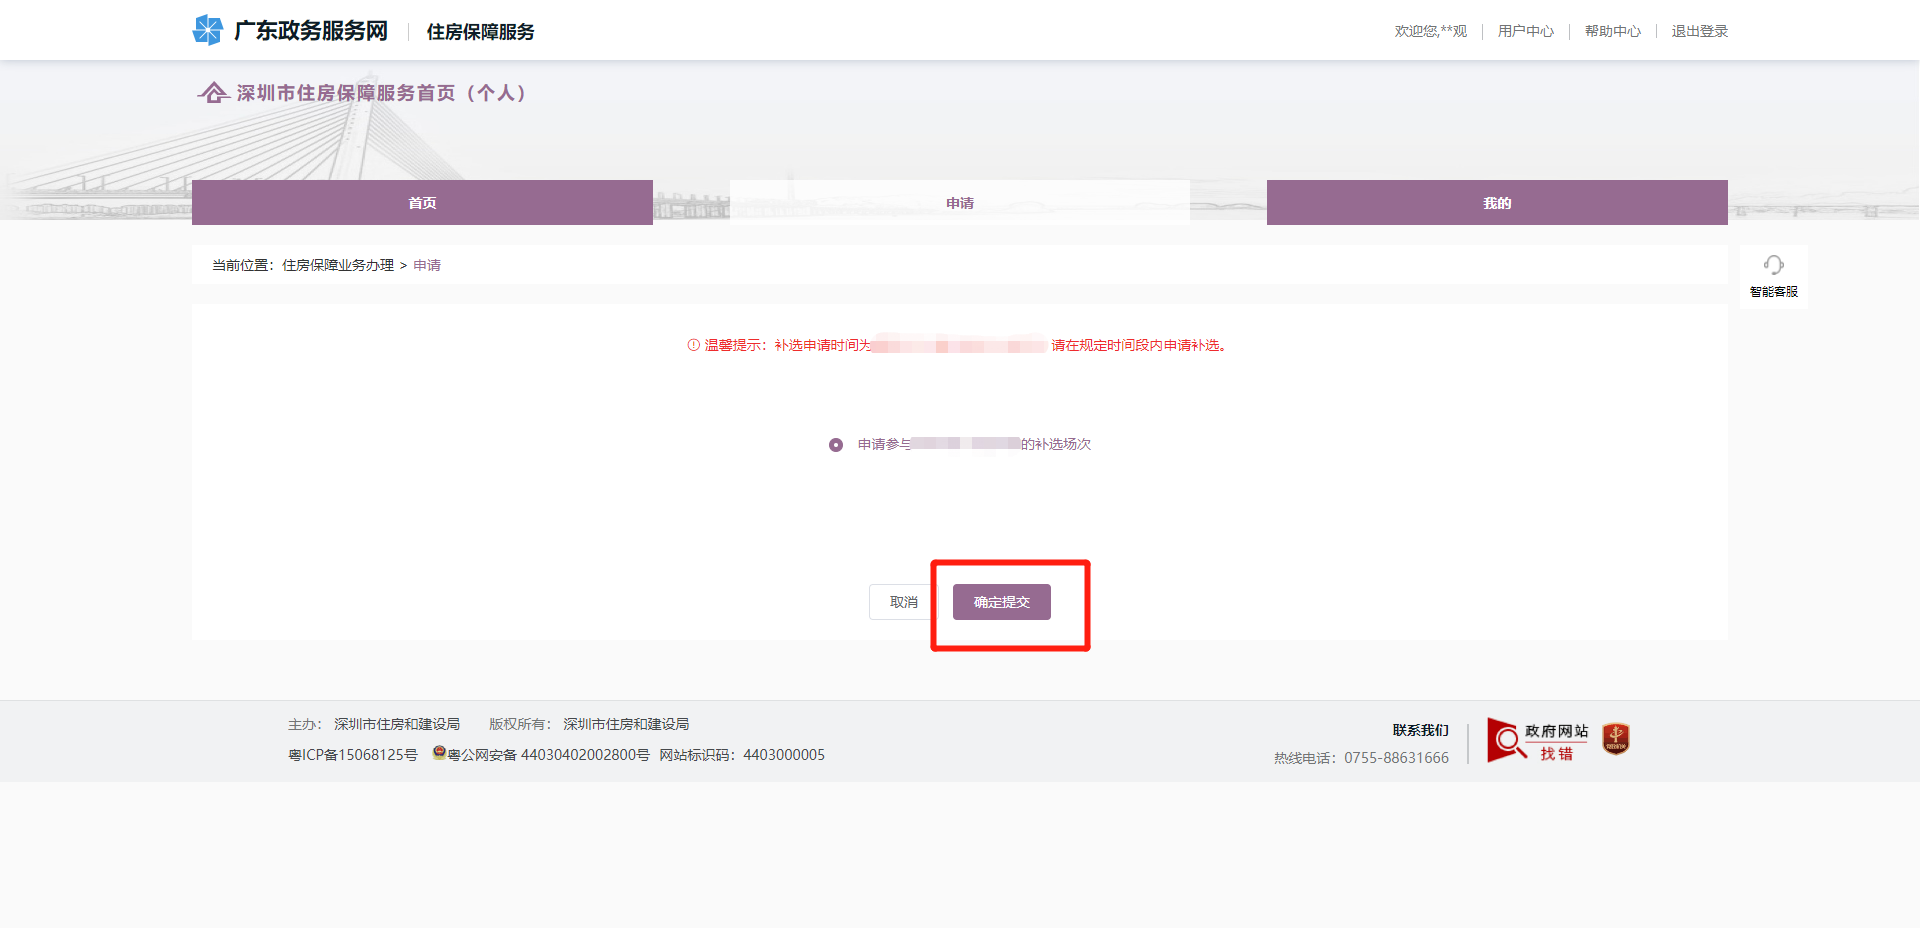 广东政务服务网 住房保障服务 欢迎您,**观 用户中心 帮助中心 退出登录
深圳市住房保障服务首页（个人）
首页 申请 我的
当前位置：住房保障业务办理 > 申请
智能客服
温馨提示：补选申请时间为 请在规定时间段内申请补选。
申请参与 的补选场次
取消 确定提交
主办： 深圳市住房和建设局 版权所有： 深圳市住房和建设局
粤ICP备15068125号 粤公网安备 44030402002800号 网站标识码：4403000005
联系我们
热线电话：0755-88631666
政府网站
找错